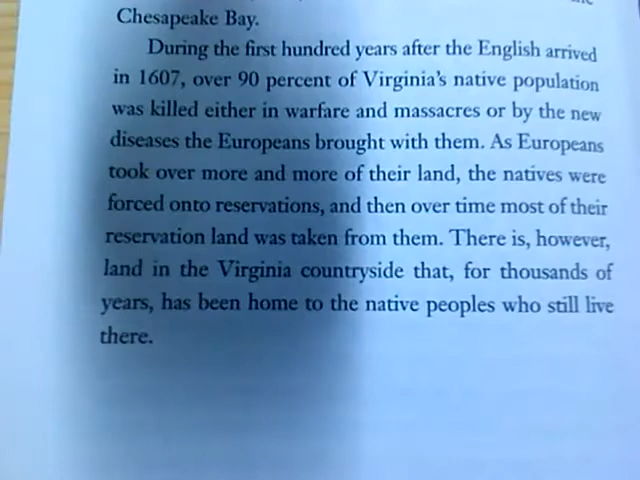 Chesapeake Bay.
During the first hundred years after the English arrived
in 1607, over 90 percent of Virginia's native population
was killed either in warfare and massacres or by the new
diseases the Europeans brought with them. As Europeans
took over more and more of their land, the natives were
forced onto reservations, and then over time most of their
reservation land was taken from them. There is, however,
land in the Virginia countryside that, for thousands of
years, has been home to the native peoples who still live
there.